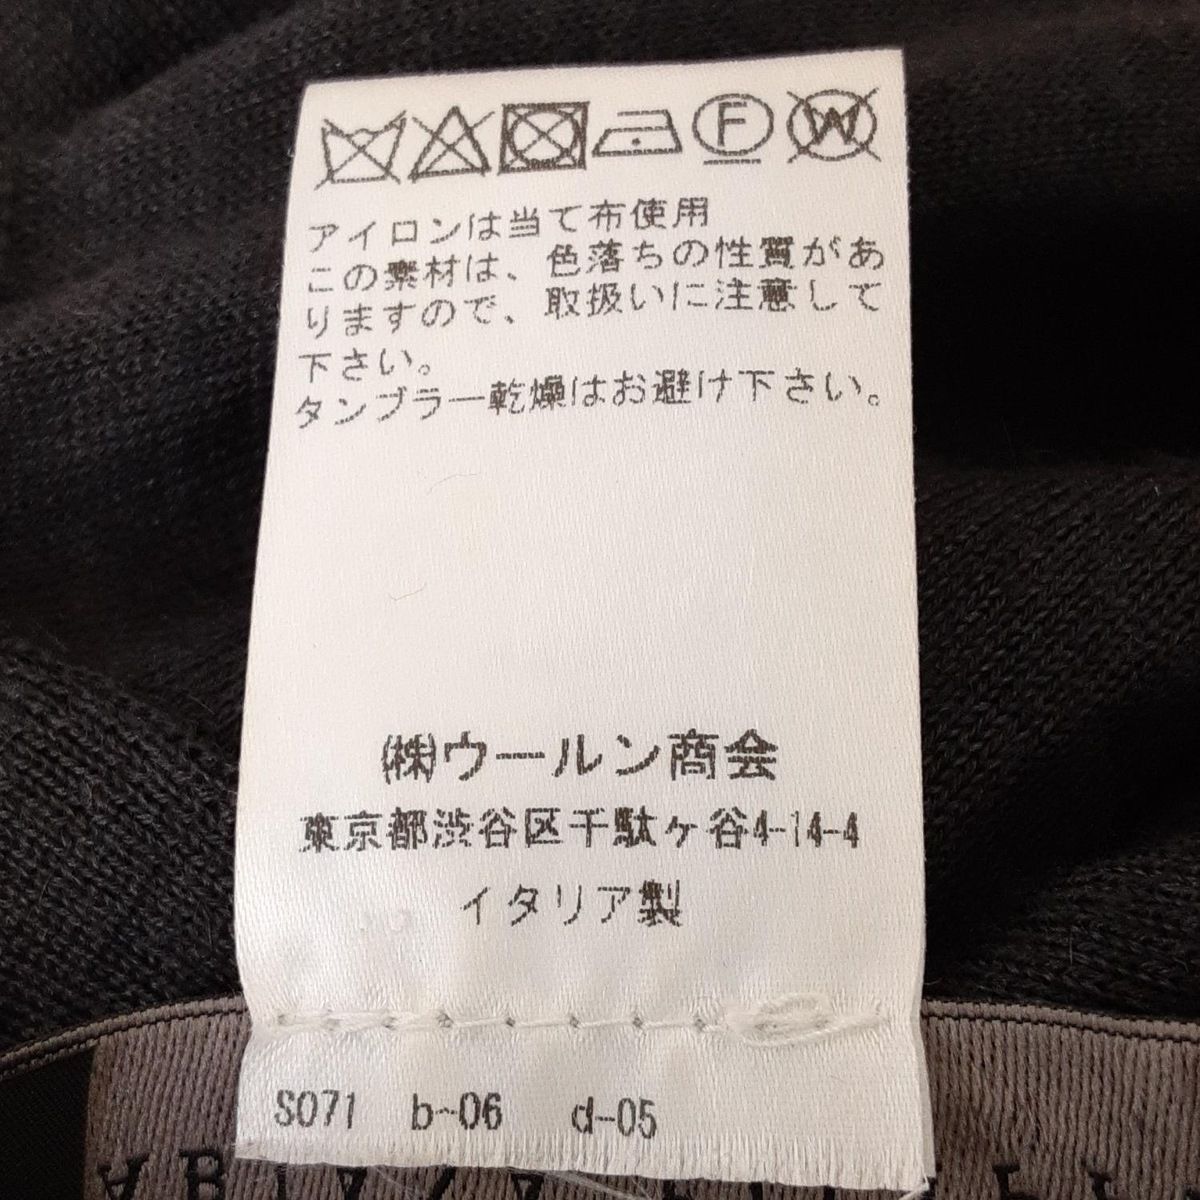 F W
アイロンは当て布使用
この素材は、色落ちの性質があ
りますので、取扱いに注意して
下さい。
タンブラー乾燥はお避け下さい。
(株)ウールン商会
東京都渋谷区千駄ヶ谷4-14-4
イタリア製
S071 b-06 d-05